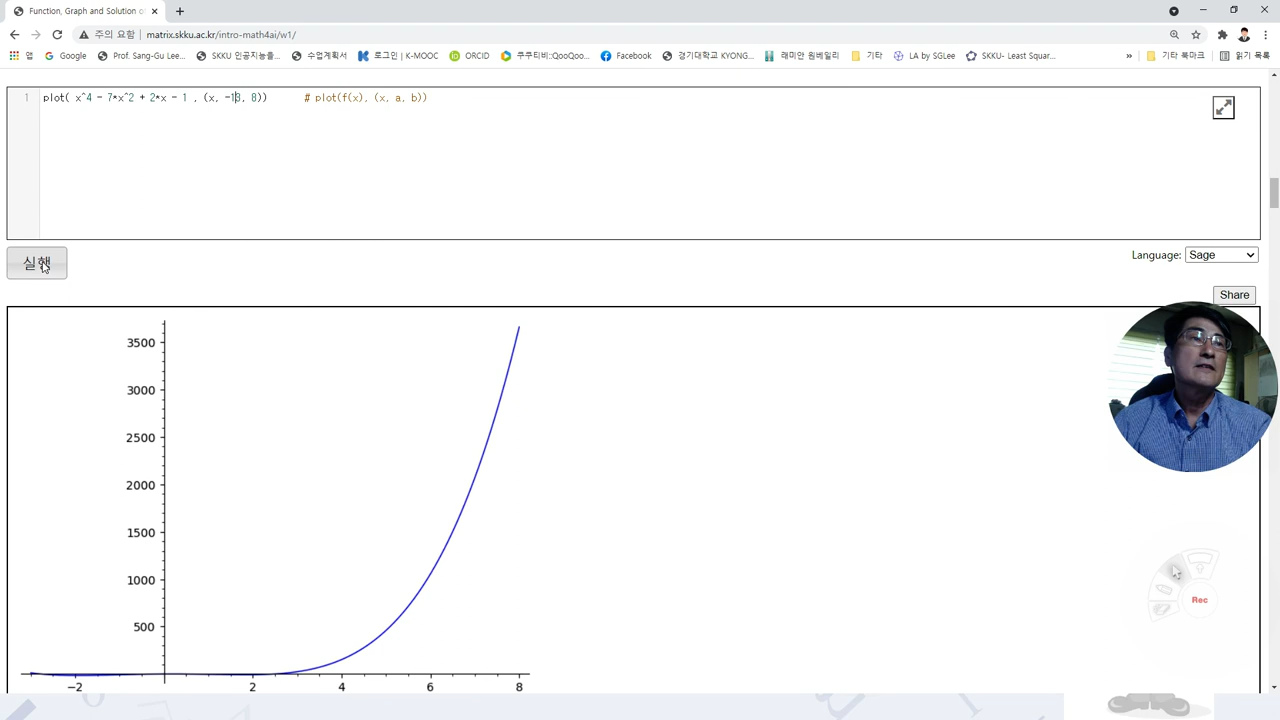 Function, Graph and Solution of
주의 요함 | matrix.skku.ac.kr/intro-math4ai/w1/
앱 Google Prof. Sang-Gu Lee... SKKU 인공지능을... 수업계획서 로그인 | K-MOOC ORCID 쿠쿠티비::QooQoo... Facebook 경기대학교 KYONG... 래미안 원베일리 기타 LA by SGLee SKKU- Least Squar... » 기타 북마크 읽기 목록
1 plot( x^4 - 7*x^2 + 2*x - 1 , (x, -13, 8)) # plot(f(x), (x, a, b))
실행
Language: Sage
Share
3500
3000
2500
2000
1500
1000
500
−2 2 4 6 8
Rec